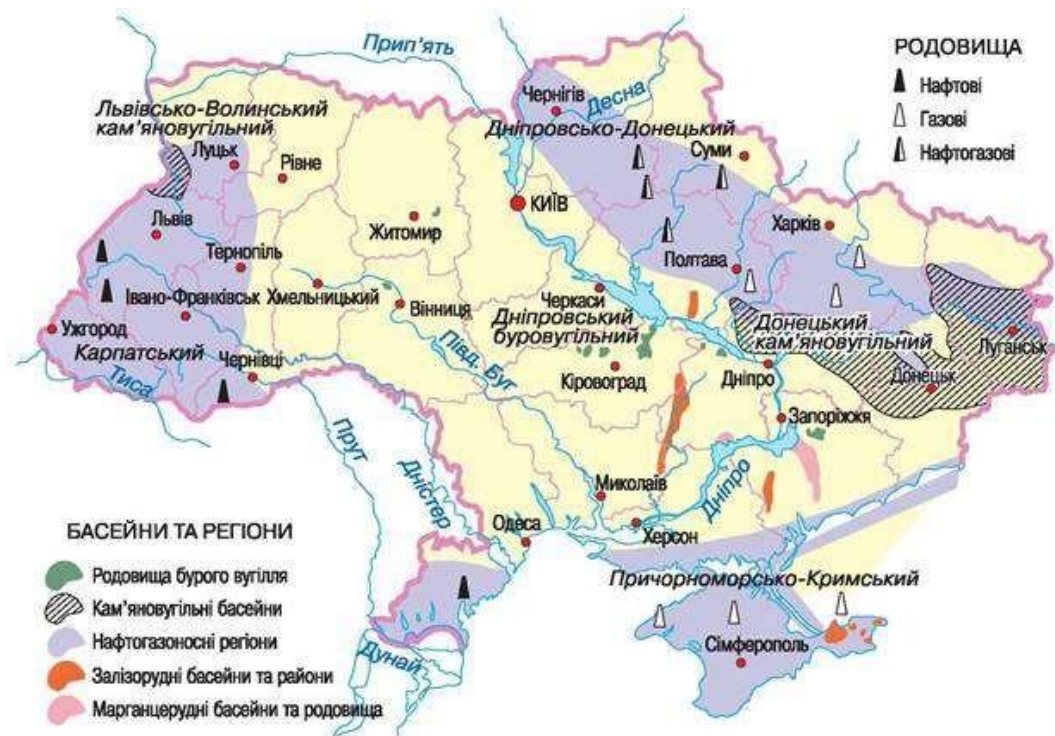 Прип'ять
РОДОВИЩА
Нафтові
Газові
Нафтогазові
Чернігів
Десна
Львівсько-Волинський
кам'яновугільний
Дніпровсько-Донецький
Луцьк
Рівне
Суми
КИЇВ
Львів
Житомир
Харків
Тернопіль
Полтава
Івано-Франківськ
Хмельницький
Вінниця
Черкаси
Ужгород
Карпатський
Дніпровський
буровугільний
Донецький
кам'яновугільний
Луганськ
Чернівці
Тиса
Півд. Буг
Кіровоград
Дніпро
Донецьк
Запоріжжя
Прут
Дністер
Миколаїв
Дніпро
Одеса
Херсон
БАСЕЙНИ ТА РЕГІОНИ
Родовища бурого вугілля
Кам'яновугільні басейни
Нафтогазоносні регіони
Залізорудні басейни та райони
Марганцерудні басейни та родовища
Причорноморсько-Кримський
Дунай
Сімферополь